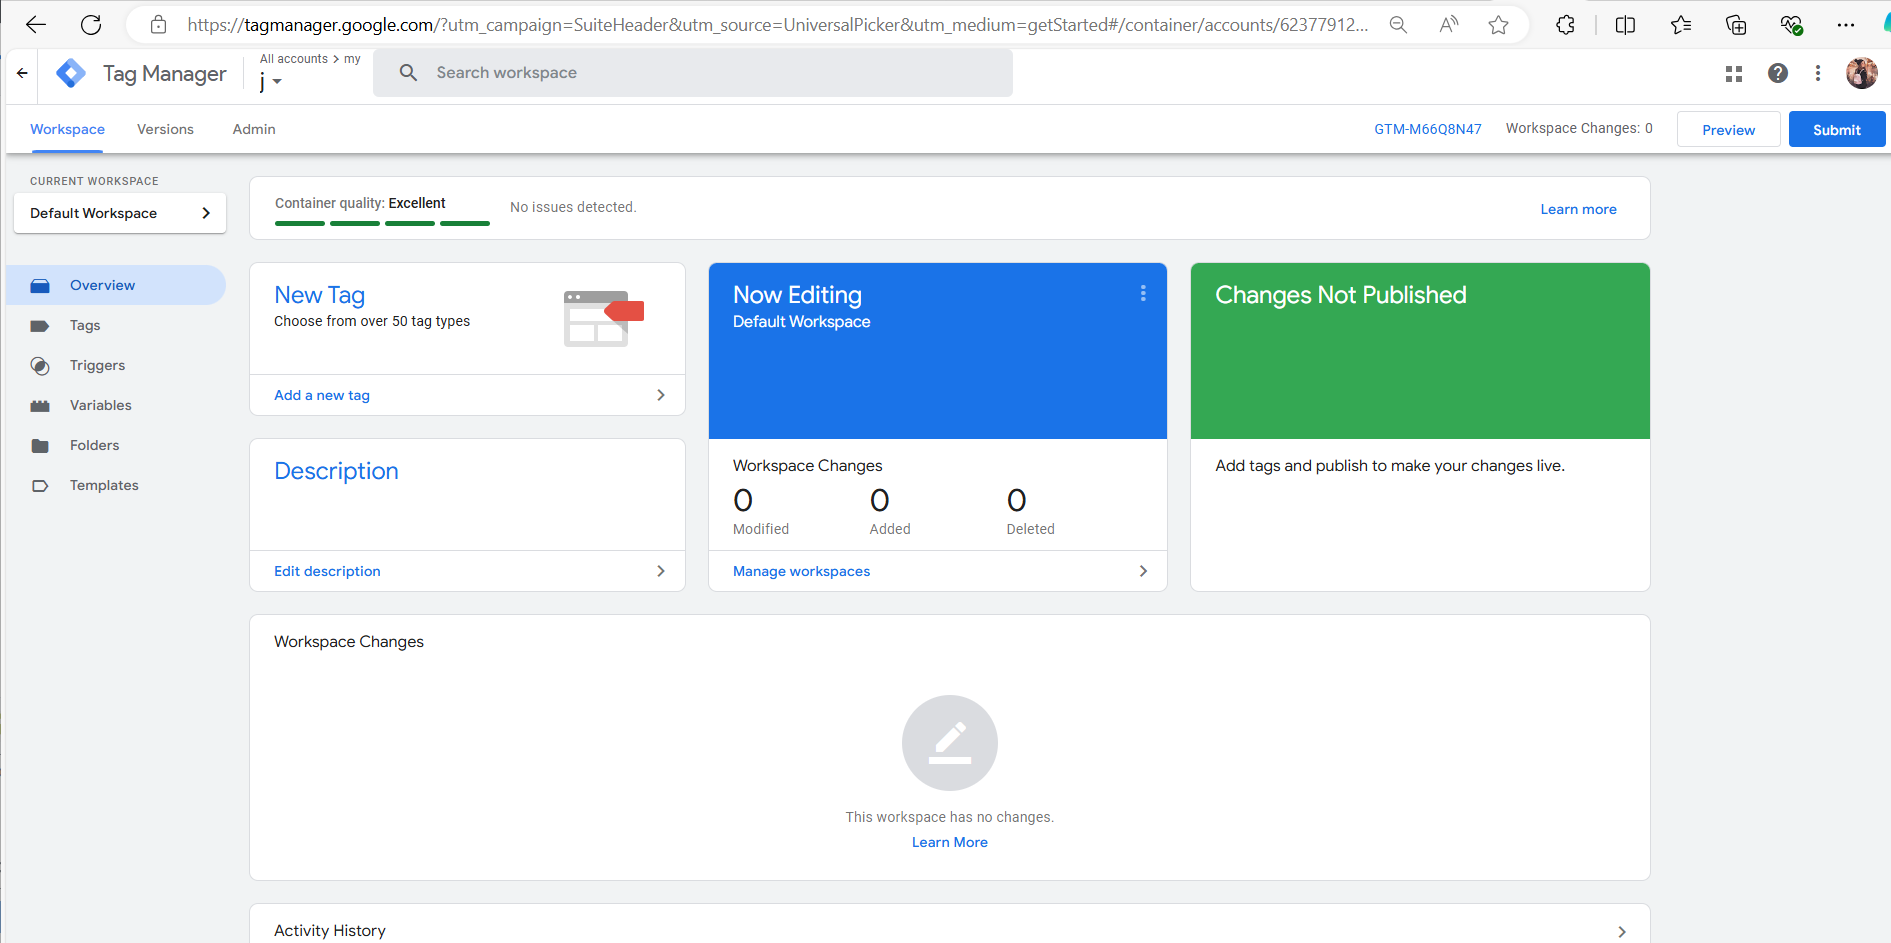 https://tagmanager.google.com/?utm_campaign=SuiteHeader&utm_source=UniversalPicker&utm_medium=getStarted#/container/accounts/62377912...
Tag Manager
All accounts > my
j
Search workspace
Workspace
Versions
Admin
GTM-M66Q8N47
Workspace Changes: 0
Preview
Submit
CURRENT WORKSPACE
Default Workspace
Overview
Tags
Triggers
Variables
Folders
Templates
Container quality: Excellent
No issues detected.
Learn more
New Tag
Choose from over 50 tag types
Add a new tag
Description
Edit description
Now Editing
Default Workspace
Workspace Changes
0
Modified
0
Added
0
Deleted
Manage workspaces
Changes Not Published
Add tags and publish to make your changes live.
Workspace Changes
This workspace has no changes.
Learn More
Activity History